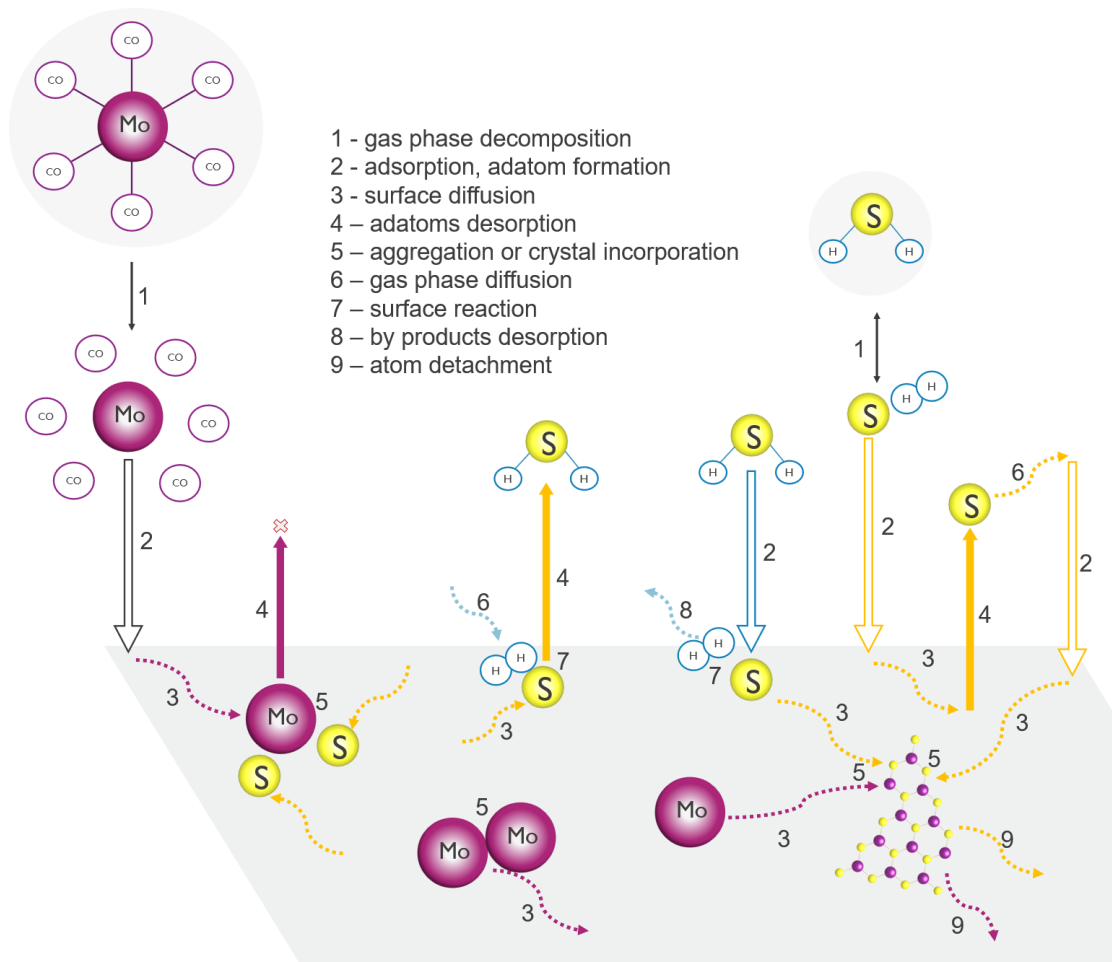 CO
CO
CO
Mo
CO
CO
CO
1 - gas phase decomposition
2 - adsorption, adatom formation
3 - surface diffusion
4 – adatoms desorption
5 – aggregation or crystal incorporation
6 – gas phase diffusion
7 – surface reaction
8 – by products desorption
9 – atom detachment
S
H
H
1
1
CO
CO
CO
Mo
CO
CO
CO
S
H
H
S
H
H
S
H
H
6
S
2
4
2
4
2
2
6
8
4
3
5
Mo
S
S
H
H
7
S
3
H
H
7
S
3
3
3
5
Mo
Mo
3
Mo
3
5
5
9
9